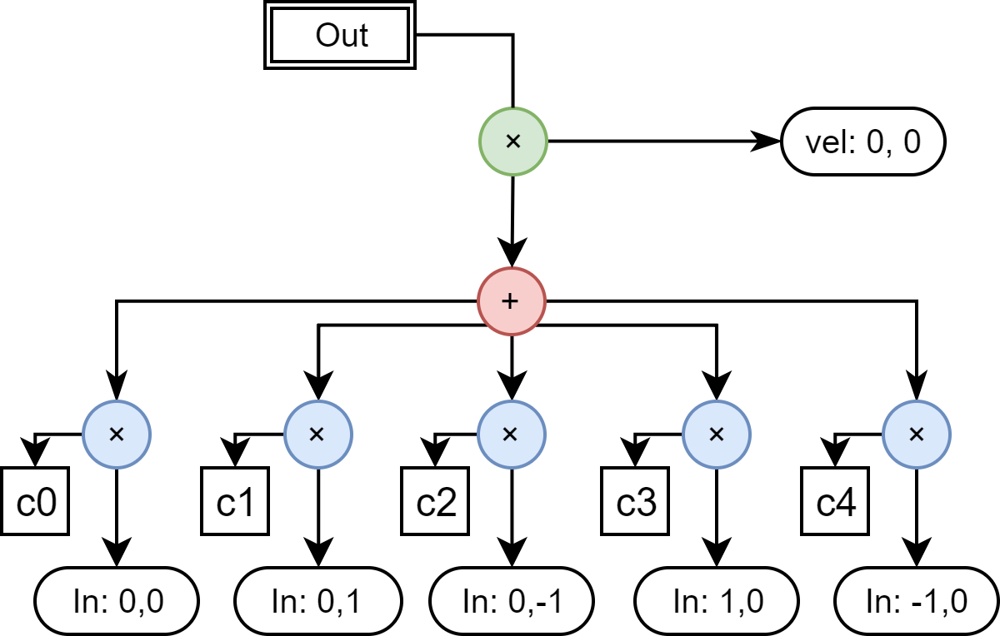 Out
×
vel: 0, 0
+
×
×
×
×
×
c0
c1
c2
c3
c4
In: 0,0
In: 0,1
In: 0,-1
In: 1,0
In: -1,0